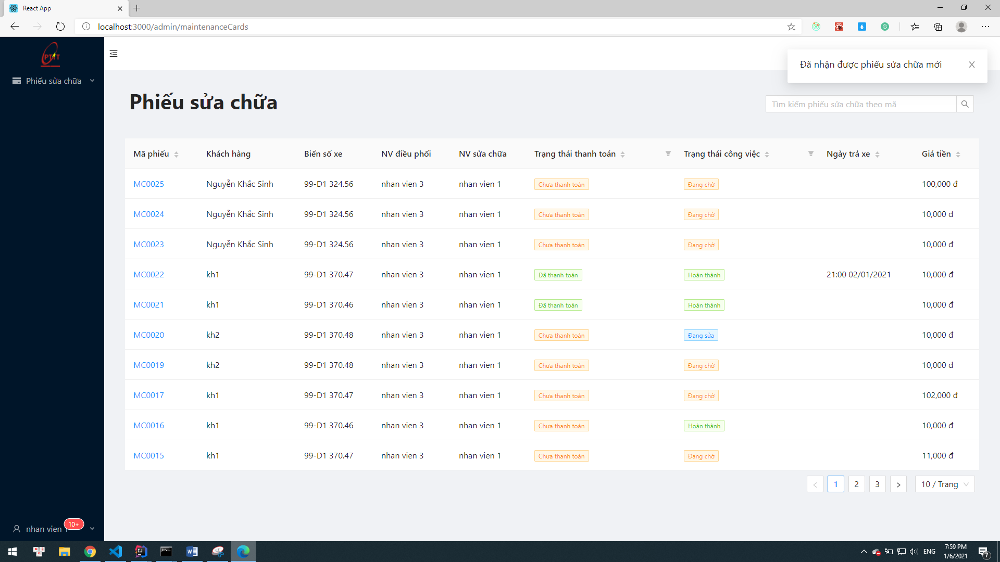 React App
localhost:3000/admin/maintenanceCards
PTIT
Phiếu sửa chữa
Đã nhận được phiếu sửa chữa mới
Phiếu sửa chữa
Tìm kiếm phiếu sửa chữa theo mã
Mã phiếu Khách hàng Biển số xe NV điều phối NV sửa chữa Trạng thái thanh toán Trạng thái công việc Ngày trả xe Giá tiền
MC0025 Nguyễn Khắc Sinh 99-D1 324.56 nhan vien 3 nhan vien 1 Chưa thanh toán Đang chờ 100,000 đ
MC0024 Nguyễn Khắc Sinh 99-D1 324.56 nhan vien 3 nhan vien 1 Chưa thanh toán Đang chờ 10,000 đ
MC0023 Nguyễn Khắc Sinh 99-D1 324.56 nhan vien 3 nhan vien 1 Chưa thanh toán Đang chờ 10,000 đ
MC0022 kh1 99-D1 370.47 nhan vien 3 nhan vien 1 Đã thanh toán Hoàn thành 21:00 02/01/2021 10,000 đ
MC0021 kh1 99-D1 370.46 nhan vien 3 nhan vien 1 Đã thanh toán Hoàn thành 10,000 đ
MC0020 kh2 99-D1 370.48 nhan vien 3 nhan vien 1 Chưa thanh toán Đang sửa 10,000 đ
MC0019 kh2 99-D1 370.48 nhan vien 3 nhan vien 1 Chưa thanh toán Đang chờ 10,000 đ
MC0017 kh1 99-D1 370.47 nhan vien 3 nhan vien 1 Chưa thanh toán Đang chờ 102,000 đ
MC0016 kh1 99-D1 370.46 nhan vien 3 nhan vien 1 Chưa thanh toán Hoàn thành 10,000 đ
MC0015 kh1 99-D1 370.47 nhan vien 3 nhan vien 1 Chưa thanh toán Đang chờ 11,000 đ
1 2 3 10 / Trang
nhan vien 1 10+
ENG
7:59 PM
1/6/2021
7